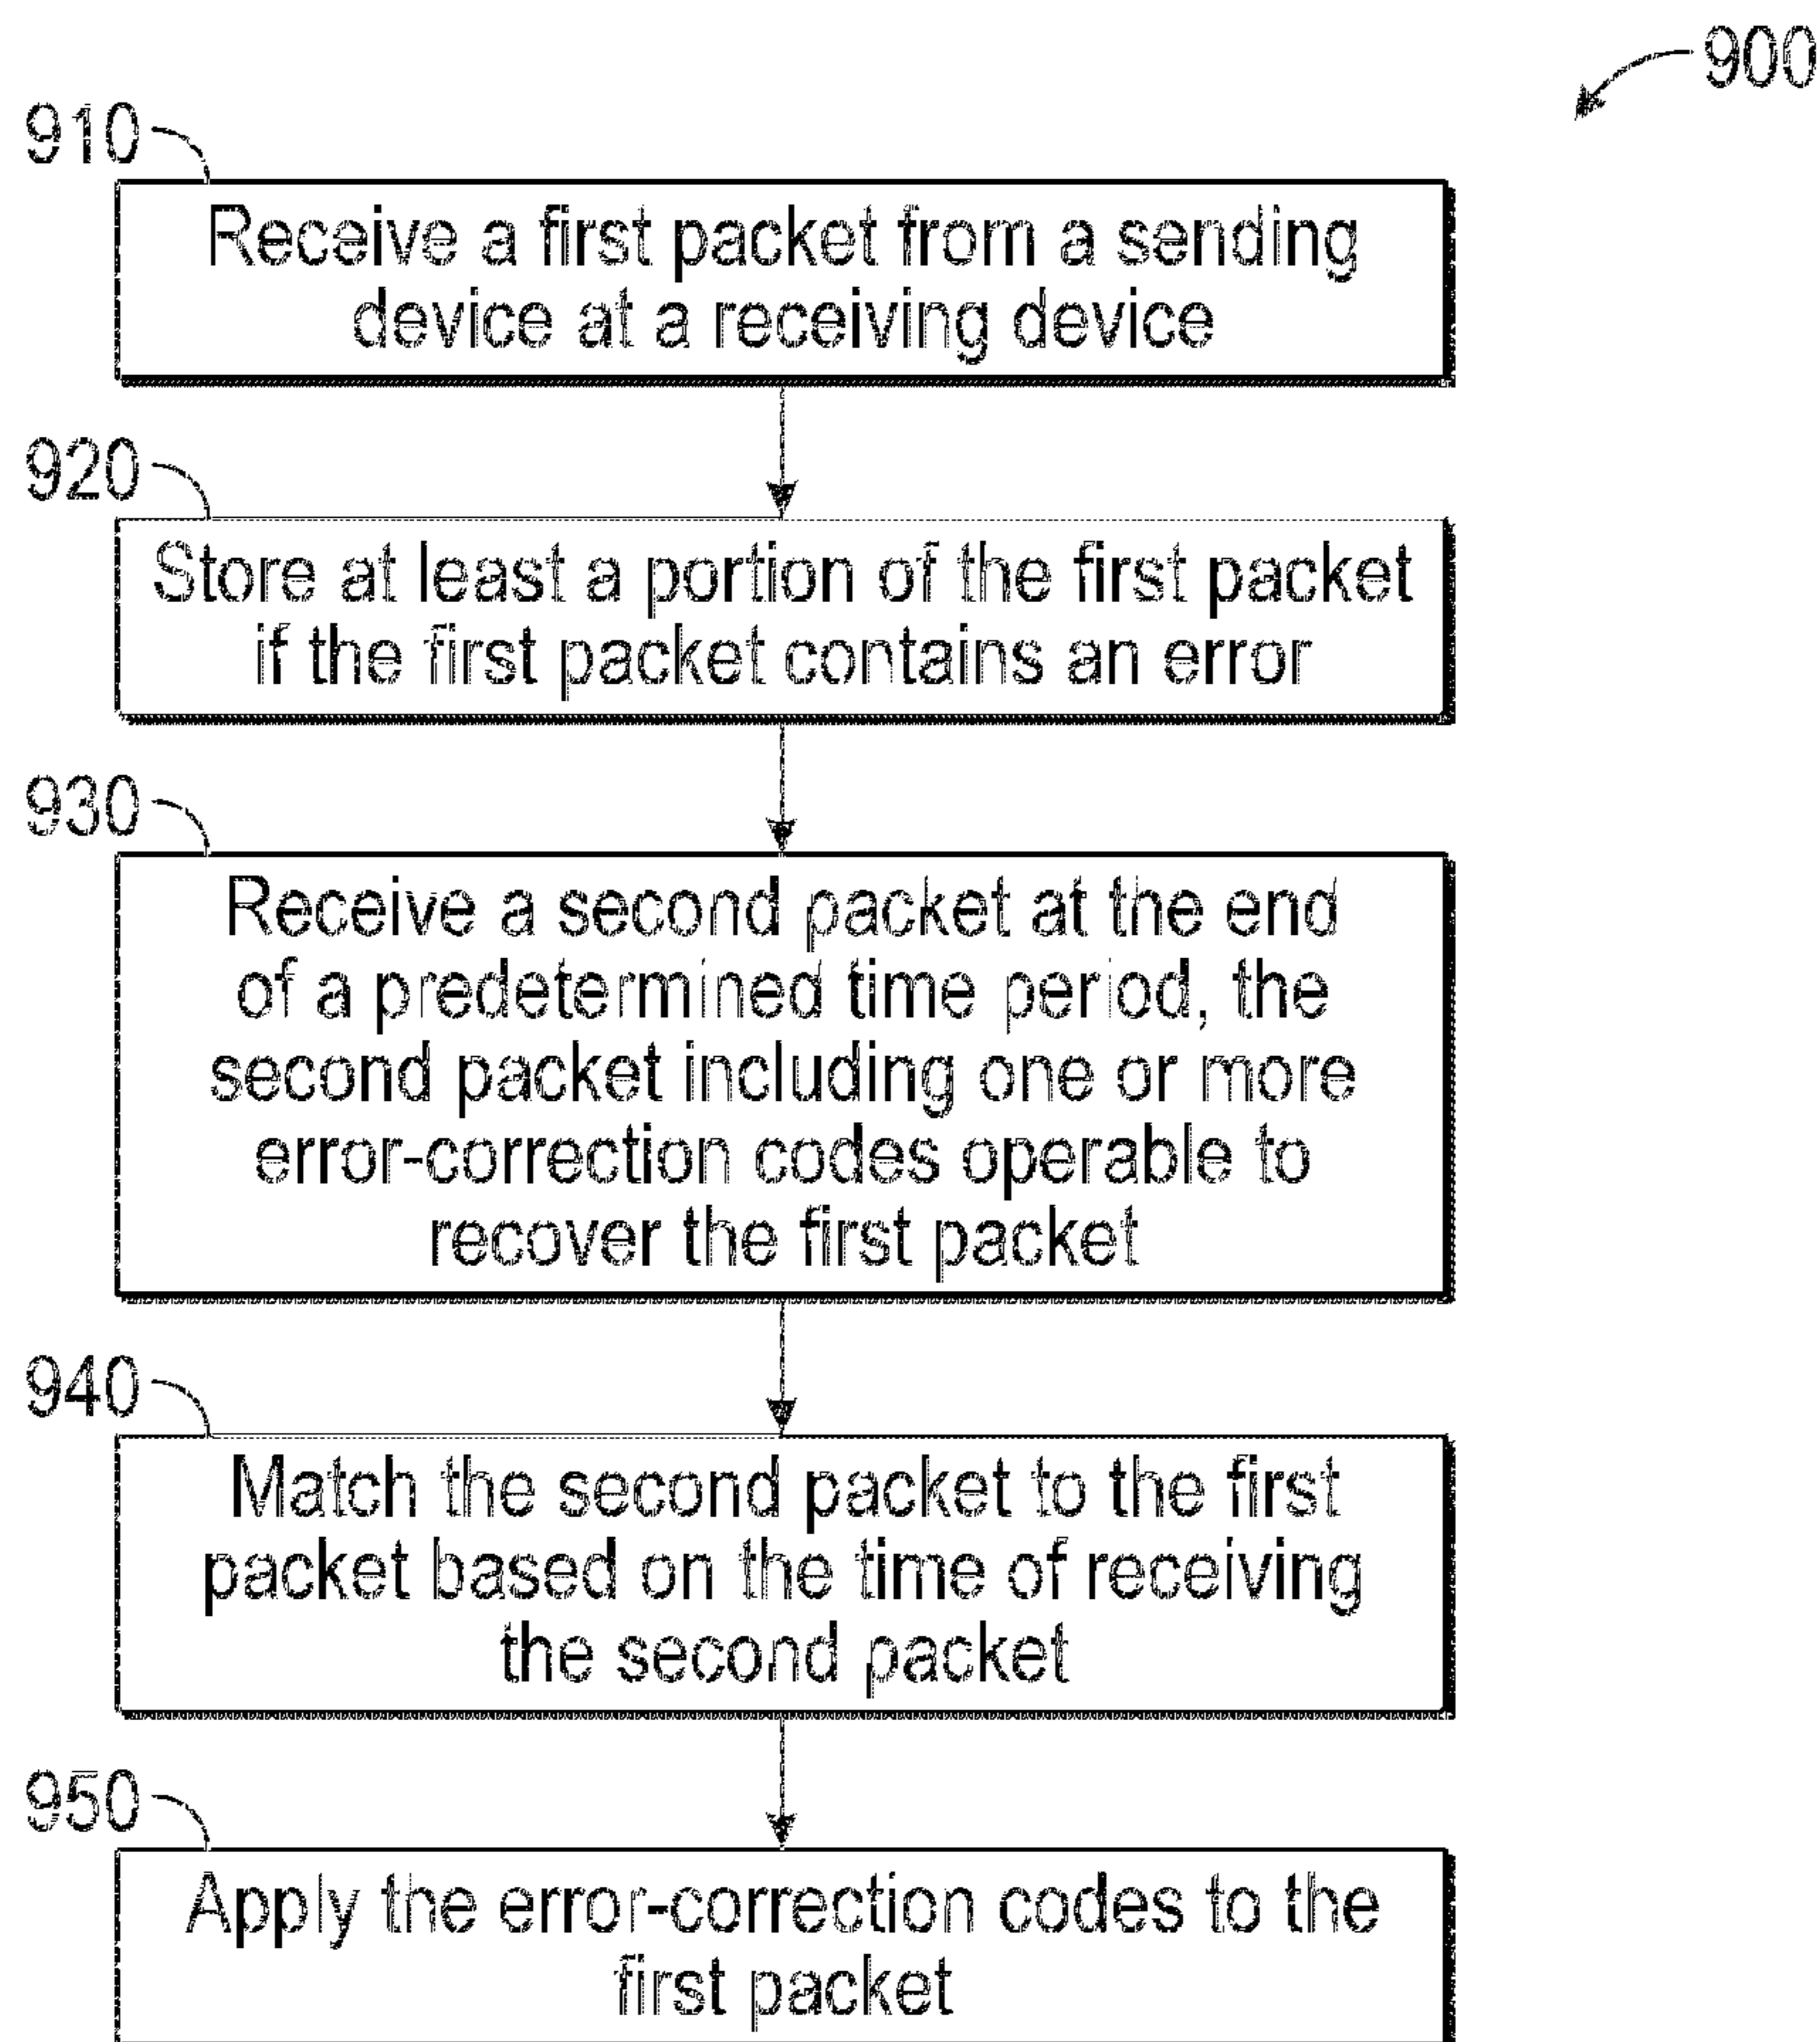 900
910
Receive a first packet from a sending
device at a receiving device
920
Store at least a portion of the first packet
if the first packet contains an error
930
Receive a second packet at the end
of a predetermined time period, the
second packet including one or more
error-correction codes operable to
recover the first packet
940
Match the second packet to the first
packet based on the time of receiving
the second packet
950
Apply the error-correction codes to the
first packet